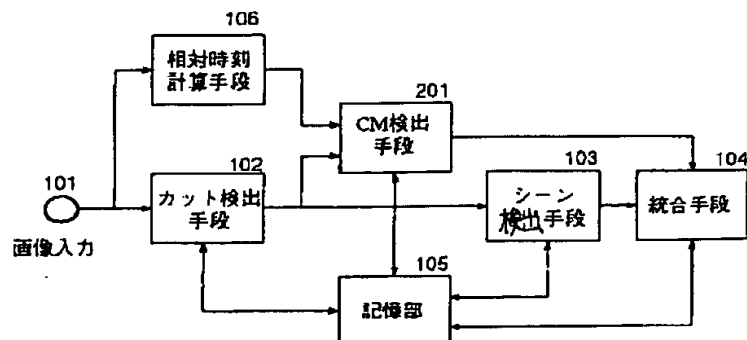 106
相対時刻
計算手段
201
CM検出
手段
101
画像入力
102
カット検出
手段
103
シーン
検出手段
104
統合手段
105
記憶部